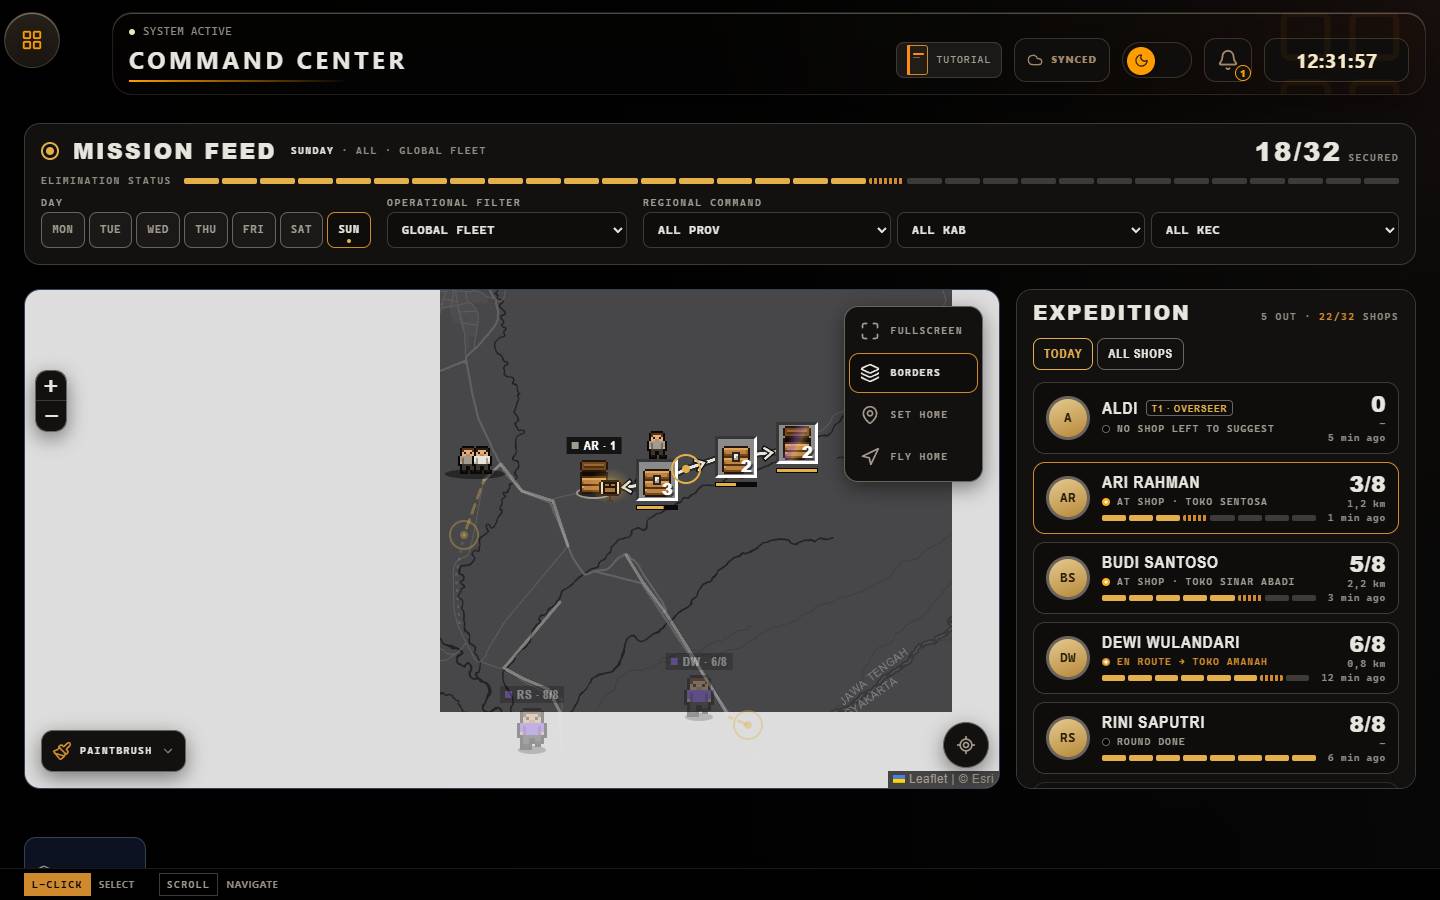 SYSTEM ACTIVE
COMMAND CENTER
TUTORIAL
SYNCED
1
12:31:57
MISSION FEED
SUNDAY · ALL · GLOBAL FLEET
18/32 SECURED
ELIMINATION STATUS
DAY
OPERATIONAL FILTER
REGIONAL COMMAND
MON
TUE
WED
THU
FRI
SAT
SUN
GLOBAL FLEET
ALL PROV
ALL KAB
ALL KEC
+
−
FULLSCREEN
BORDERS
SET HOME
FLY HOME
AR · 1
3
2
2
DW · 6/8
RS · 8/8
JAWA TENGAH
YAKARTA
PAINTBRUSH
Leaflet | © Esri
EXPEDITION
5 OUT · 22/32 SHOPS
TODAY
ALL SHOPS
A
ALDI T1 · OVERSEER
0
NO SHOP LEFT TO SUGGEST
–
5 min ago
AR
ARI RAHMAN
3/8
AT SHOP · TOKO SENTOSA
1,2 km
1 min ago
BS
BUDI SANTOSO
5/8
AT SHOP · TOKO SINAR ABADI
2,2 km
3 min ago
DW
DEWI WULANDARI
6/8
EN ROUTE → TOKO AMANAH
0,8 km
12 min ago
RS
RINI SAPUTRI
8/8
ROUND DONE
–
6 min ago
L-CLICK SELECT
SCROLL NAVIGATE